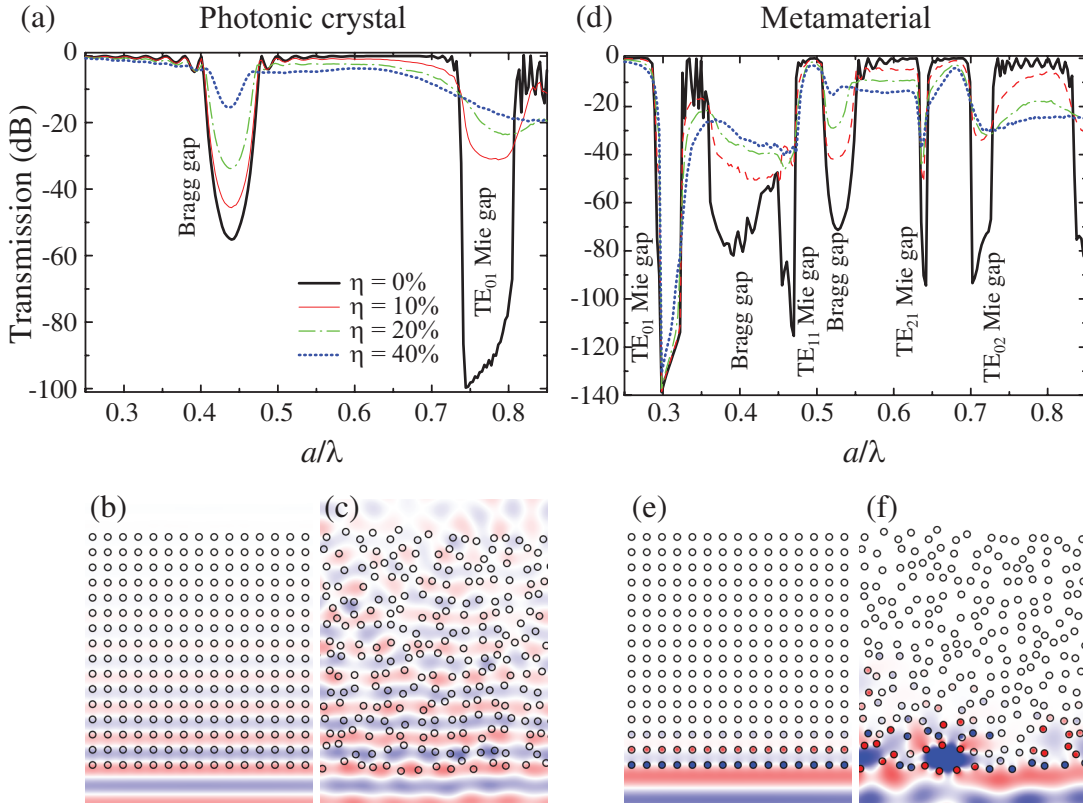 (a) Photonic crystal
0
-20
-40
-60
-80
-100
Transmission (dB)
Bragg gap
TE01 Mie gap
η = 0%
η = 10%
η = 20%
η = 40%
0.3 0.4 0.5 0.6 0.7 0.8
a/λ
(d) Metamaterial
0
-20
-40
-60
-80
-100
-120
-140
TE01 Mie gap
Bragg gap
TE11 Mie gap
Bragg gap
TE21 Mie gap
TE02 Mie gap
0.3 0.4 0.5 0.6 0.7 0.8
a/λ
(b) (c) (e) (f)